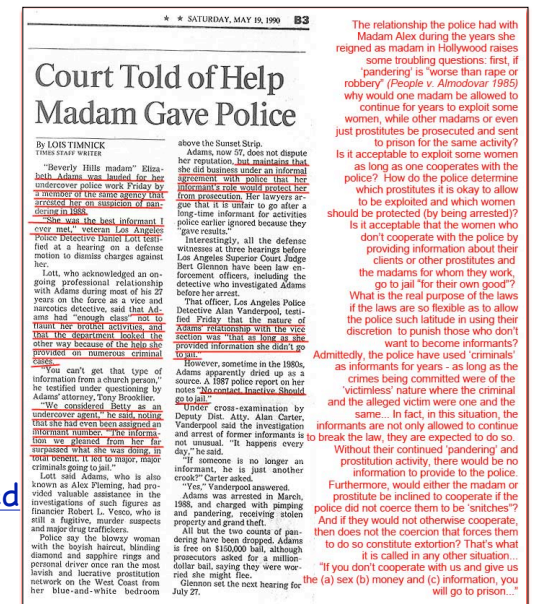 ★ ★ SATURDAY, MAY 19, 1990 B3
Court Told of Help
Madam Gave Police
By LOIS TIMNICK
TIMES STAFF WRITER
"Beverly Hills madam" Eliza-
beth Adams was lauded for her
undercover police work Friday by
a member of the same agency that
arrested her on suspicion of pan-
dering in 1988.
"She was the best informant I
ever met," veteran Los Angeles
Police Detective Daniel Lott testi-
fied at a hearing on a defense
motion to dismiss charges against
her.
Lott, who acknowledged an on-
going professional relationship
with Adams during most of his 27
years on the force as a vice and
narcotics detective, said that Ad-
ams had "enough class" not to
flaunt her brothel activities, and
that the department looked the
other way because of the help she
provided on numerous criminal
cases.
"You can't get that type of
information from a church person,"
he testified under questioning by
Adams' attorney, Tony Brooklier.
"We considered Betty as an
undercover agent," he said, noting
that she had even been assigned an
informant number. "The informa-
tion we gleaned from her far
surpassed what she was doing, in
total benefit. It led to major, major
criminals going to jail."
Lott said Adams, who is also
known as Alex Fleming, had pro-
vided valuable assistance in the
investigations of such figures as
financier Robert L. Vesco, who is
still a fugitive, murder suspects
and major drug traffickers.
Police say the blowzy woman
with the boyish haircut, blinding
diamond and sapphire rings and
personal driver once ran the most
lavish and lucrative prostitution
network on the West Coast from
her blue-and-white bedroom
above the Sunset Strip.
Adams, now 57, does not dispute
her reputation, but maintains that
she did business under an informal
agreement with police that her
informant's role would protect her
from prosecution. Her lawyers ar-
gue that it is unfair to go after a
long-time informant for activities
police earlier ignored because they
"gave results."
Interestingly, all the defense
witnesses at three hearings before
Los Angeles Superior Court Judge
Bert Glennon have been law en-
forcement officers, including the
detective who investigated Adams
before her arrest.
That officer, Los Angeles Police
Detective Alan Vanderpool, testi-
fied Friday that the nature of
Adams' relationship with the vice
section was "that as long as she
provided information she didn't go
to jail."
However, sometime in the 1980s,
Adams apparently dried up as a
source. A 1987 police report on her
notes "No contact. Inactive. Should
go to jail."
Under cross-examination by
Deputy Dist. Atty. Alan Carter,
Vanderpool said the investigation
and arrest of former informants is
not unusual. "It happens every
day," he said.
"If someone is no longer an
informant, he is just another
crook?" Carter asked.
"Yes," Vanderpool answered.
Adams was arrested in March,
1988, and charged with pimping
and pandering, receiving stolen
property and grand theft.
All but the two counts of pan-
dering have been dropped. Adams
is free on $150,000 bail, although
prosecutors asked for a million-
dollar bail, saying they were wor-
ried she might flee.
Glennon set the next hearing for
July 27.
The relationship the police had with
Madam Alex during the years she
reigned as madam in Hollywood raises
some troubling questions: first, if
'pandering' is "worse than rape or
robbery" (People v. Almodovar 1985)
why would one madam be allowed to
continue for years to exploit some
women, while other madams or even
just prostitutes be prosecuted and sent
to prison for the same activity?
Is it acceptable to exploit some women
as long as one cooperates with the
police? How do the police determine
which prostitutes it is okay to allow
to be exploited and which women
should be protected (by being arrested)?
Is it acceptable that the women who
don't cooperate with the police by
providing information about their
clients or other prostitutes and
the madams for whom they work,
go to jail "for their own good"?
What is the real purpose of the laws
if the laws are so flexible as to allow
the police such latitude in using their
discretion to punish those who don't
want to become informants?
Admittedly, the police have used 'criminals'
as informants for years - as long as the
crimes being committed were of the
'victimless' nature where the criminal
and the alleged victim were one and the
same... In fact, in this situation, the
informants are not only allowed to continue
to break the law, they are expected to do so.
Without their continued 'pandering' and
prostitution activity, there would be no
information to provide to the police.
Furthermore, would either the madam or
prostitute be inclined to cooperate if the
police did not coerce them to be 'snitches'?
And if they would not otherwise cooperate,
then does not the coercion that forces them
to do so constitute extortion? That's what
it is called in any other situation...
"If you don't cooperate with us and give us
the (a) sex (b) money and (c) information, you
will go to prison..."